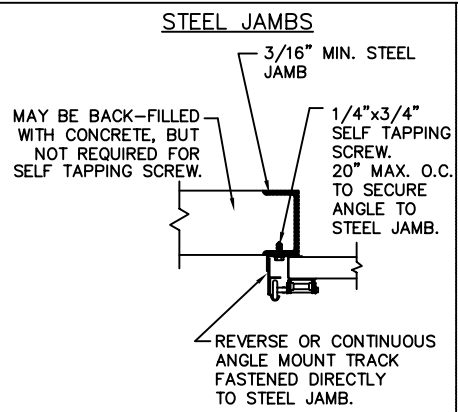 STEEL JAMBS
3/16" MIN. STEEL
JAMB
MAY BE BACK-FILLED
WITH CONCRETE, BUT
NOT REQUIRED FOR
SELF TAPPING SCREW.
1/4"x3/4"
SELF TAPPING
SCREW.
20" MAX. O.C.
TO SECURE
ANGLE TO
STEEL JAMB.
REVERSE OR CONTINUOUS
ANGLE MOUNT TRACK
FASTENED DIRECTLY
TO STEEL JAMB.